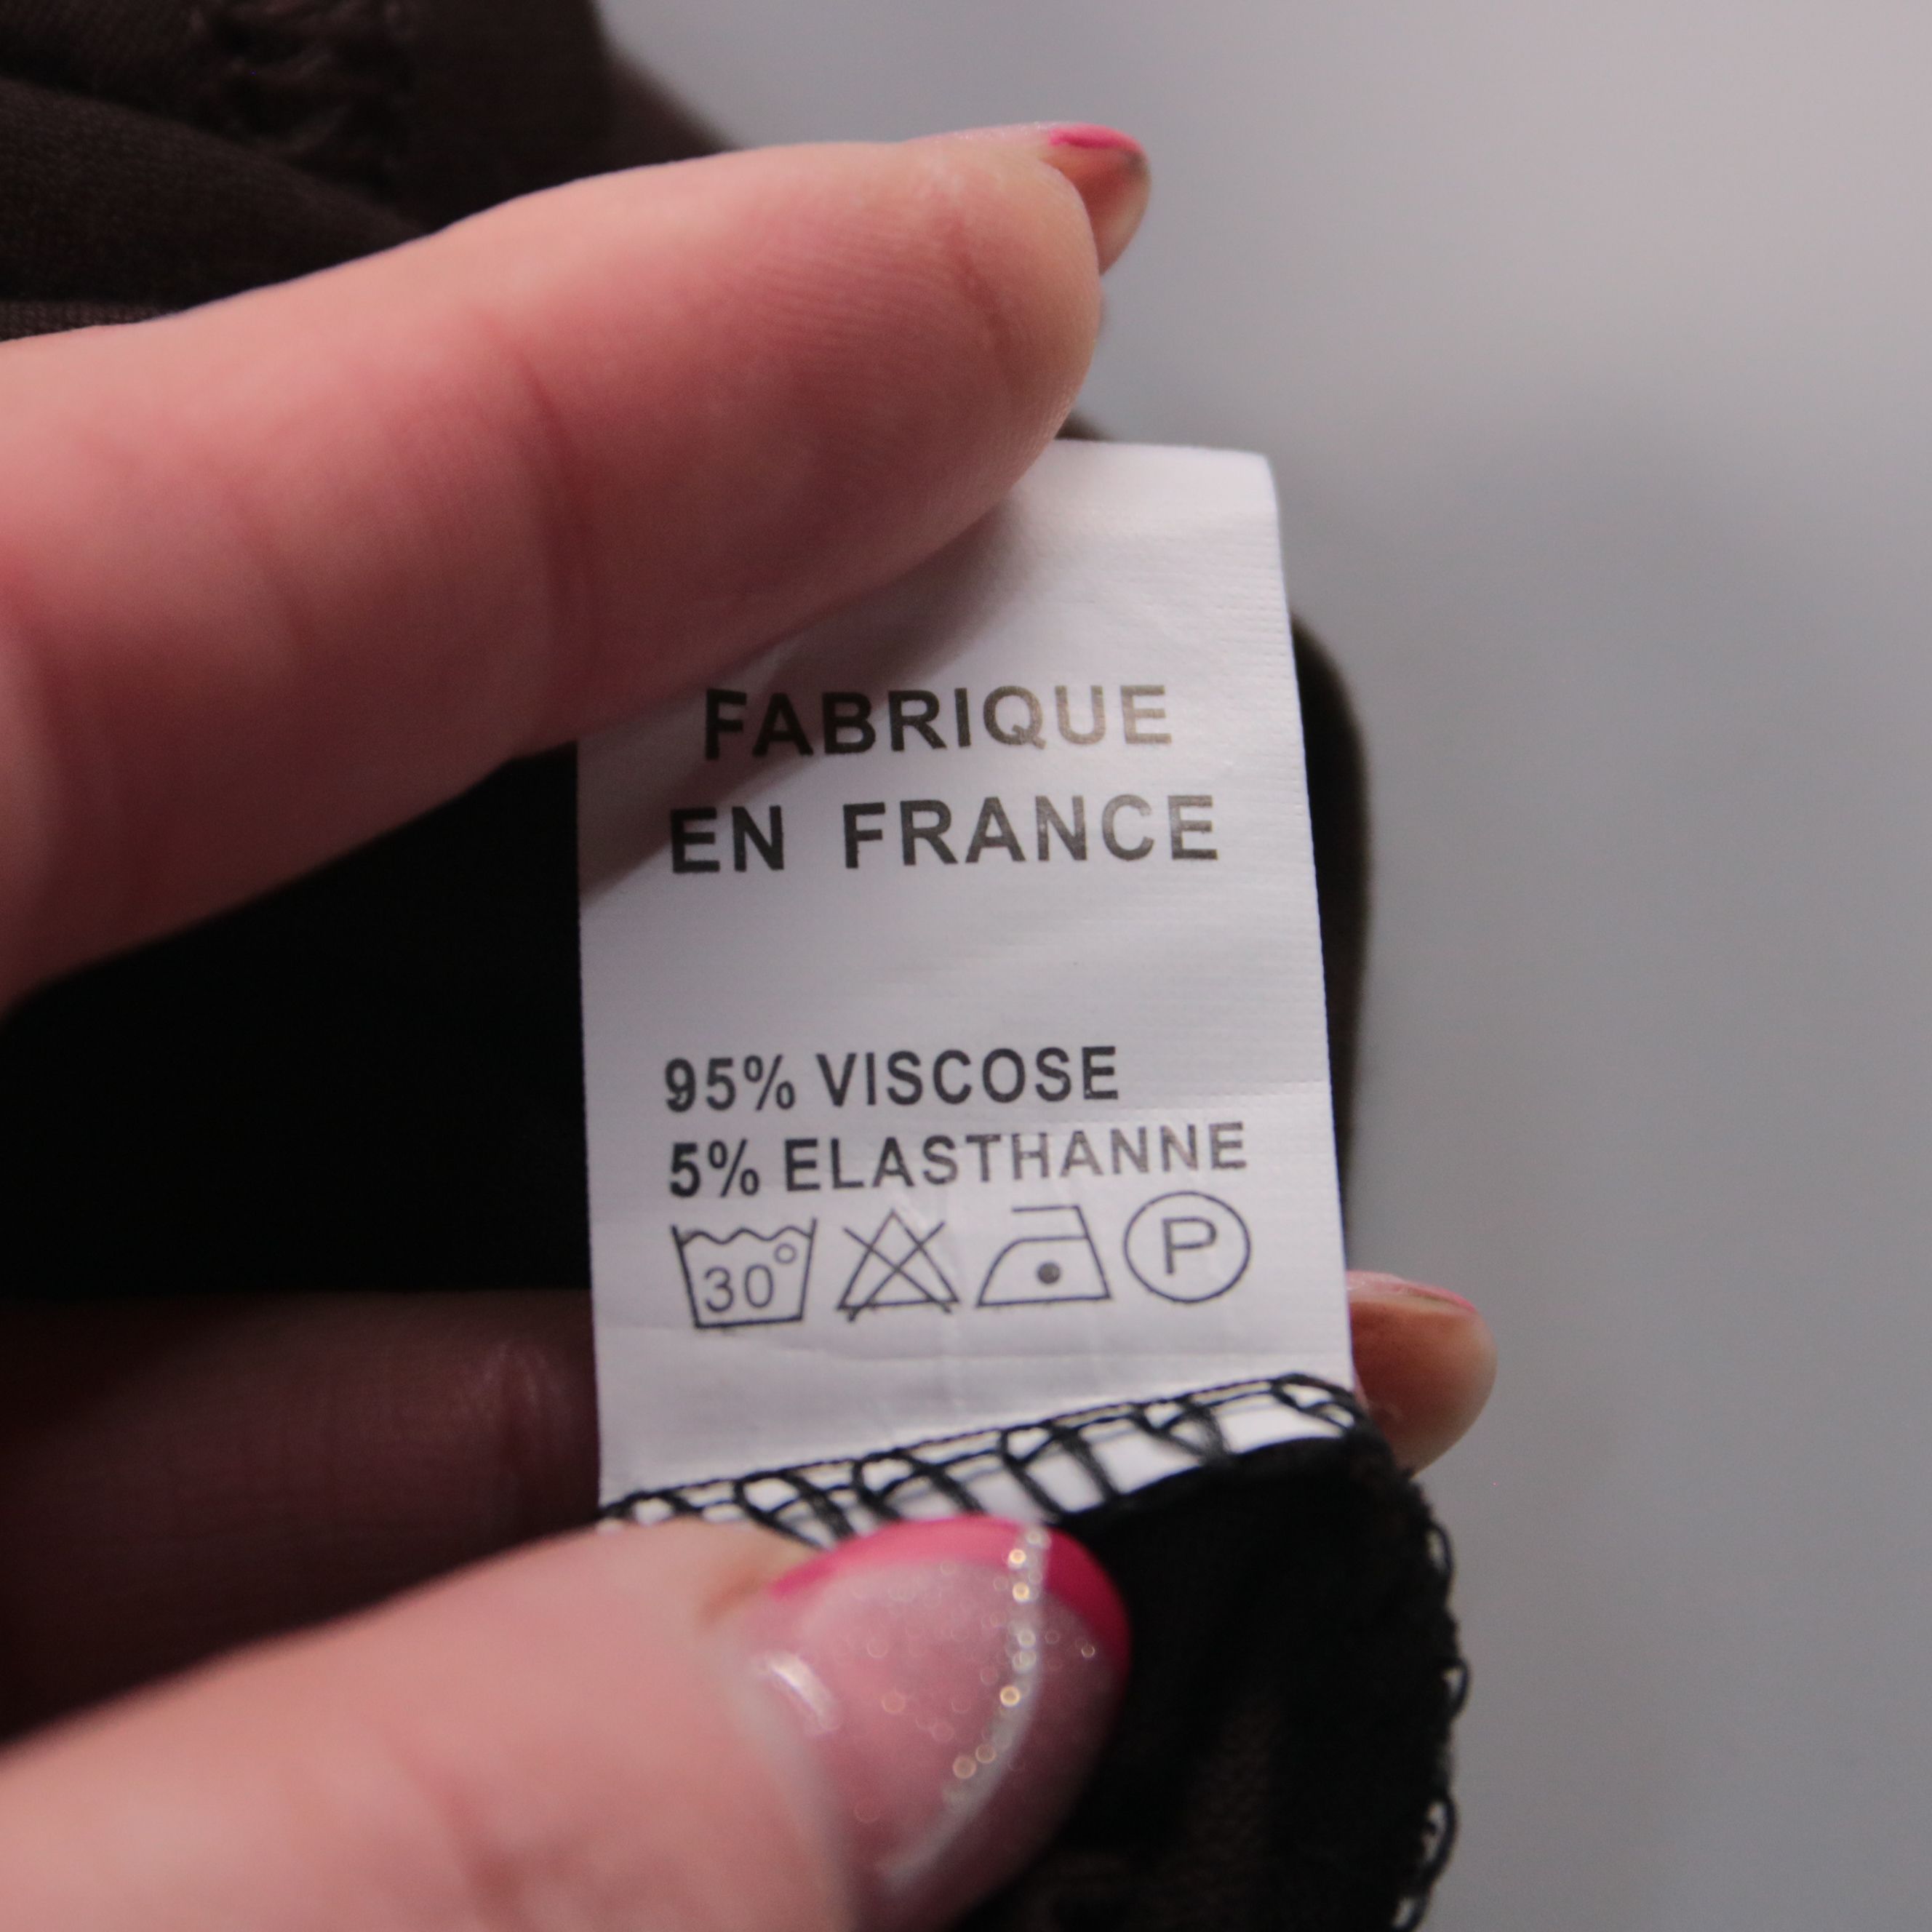 FABRIQUE
EN FRANCE
95% VISCOSE
5% ELASTHANNE
30° P